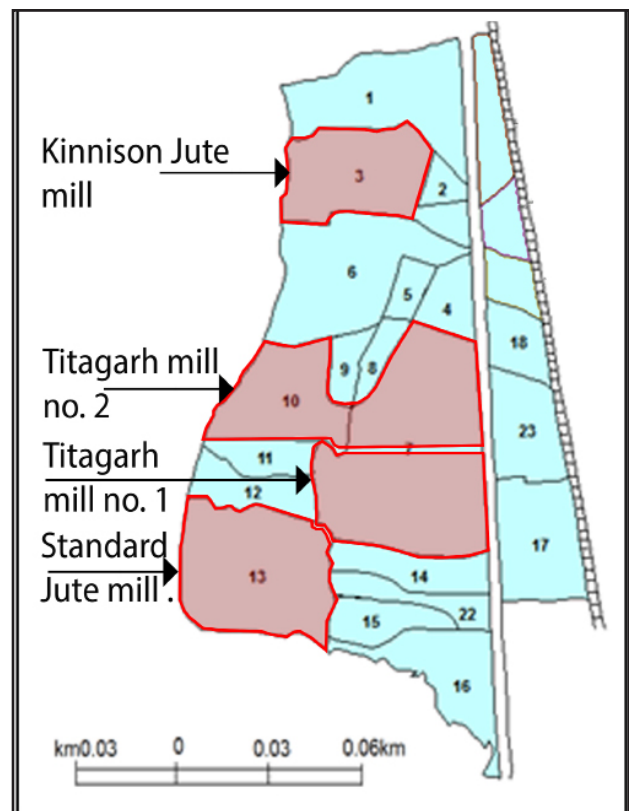 1
Kinnison Jute
mill
3
2
6
5
4
18
Titagarh mill
no. 2
9
8
10
23
7
Titagarh
mill no. 1
11
12
17
Standard
Jute mill .
13
14
22
15
16
km0.03 0 0.03 0.06km